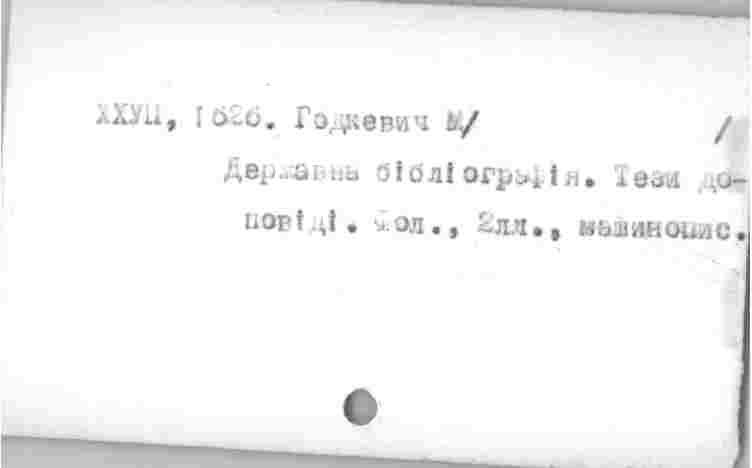 ХХУП, 1626. Годкевич М/ /
Державна бібліографія. Тези до-
повіді. Фол., 2лл., машинопис.